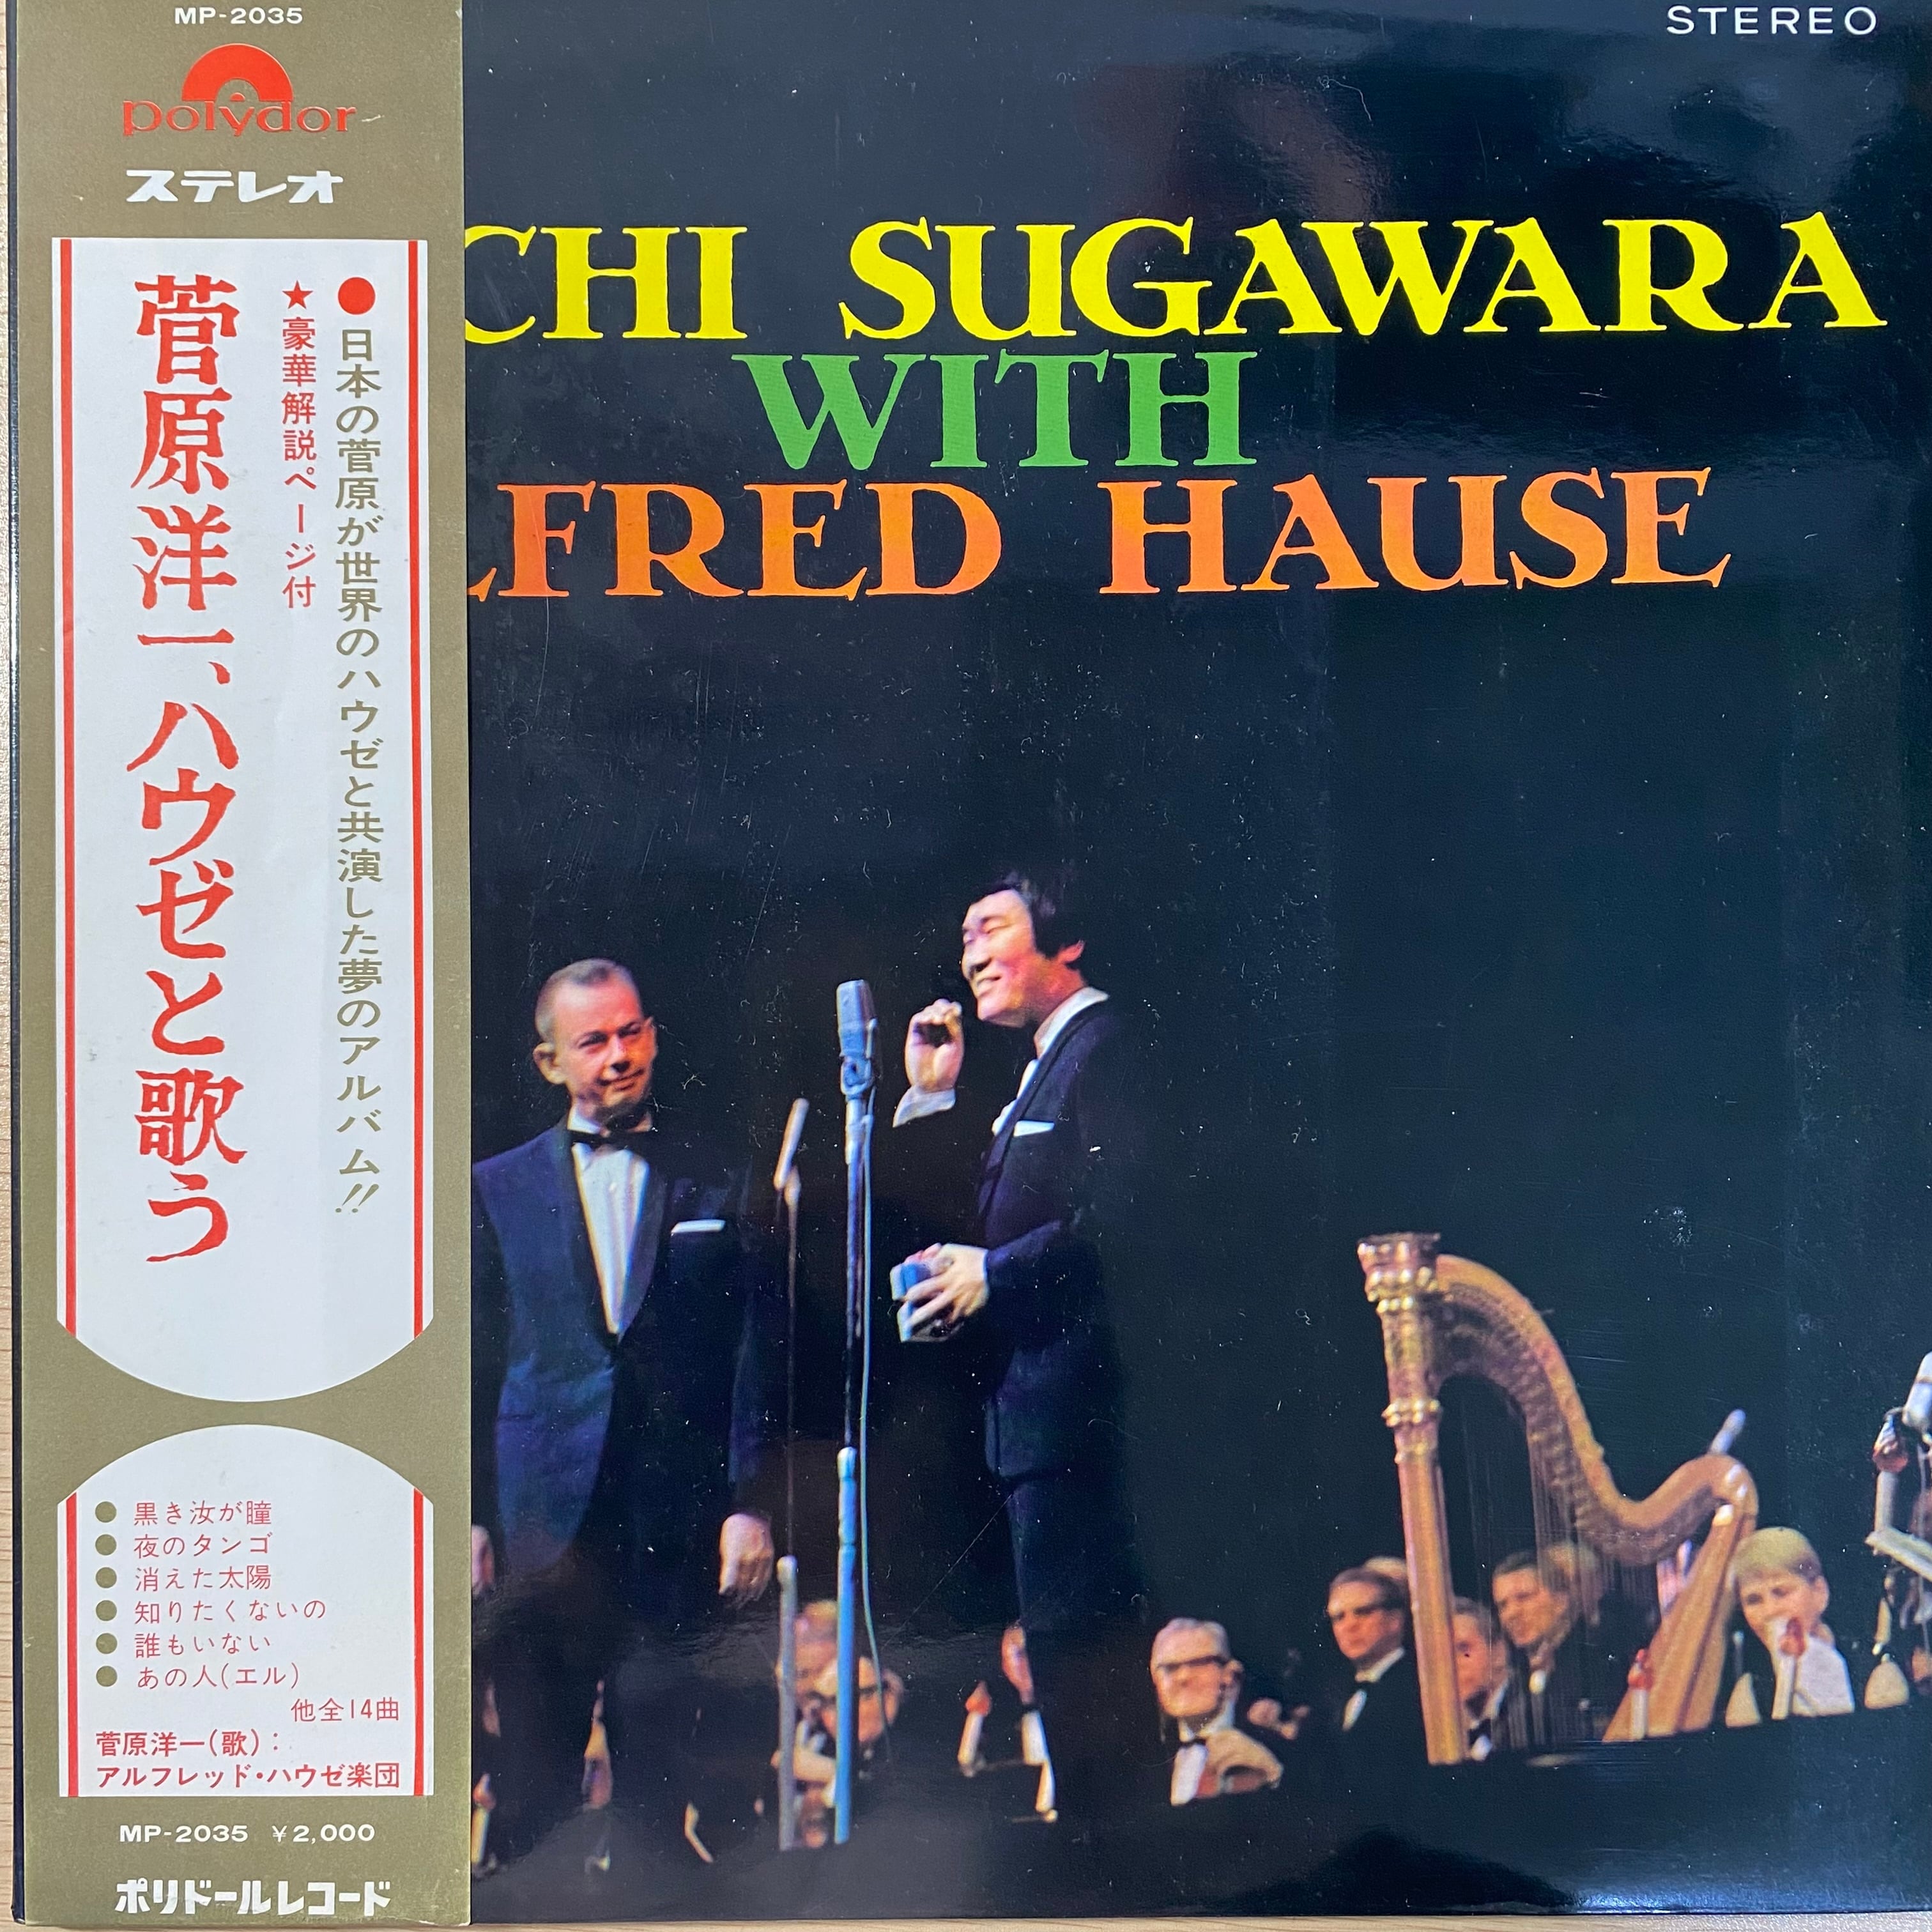 MP-2035
polydor
ステレオ
●日本の菅原が世界のハウゼと共演した夢のアルバム!!
★豪華解説ページ付
菅原洋一、ハウゼと歌う
●黒き汝が瞳
●夜のタンゴ
●消えた太陽
●知りたくないの
●誰もいない
●あの人(エル)
他全14曲
菅原洋一(歌):
アルフレッド・ハウゼ楽団
MP-2035 ¥2,000
ポリドールレコード
STEREO
CHI SUGAWARA
WITH
LFRED HAUSE